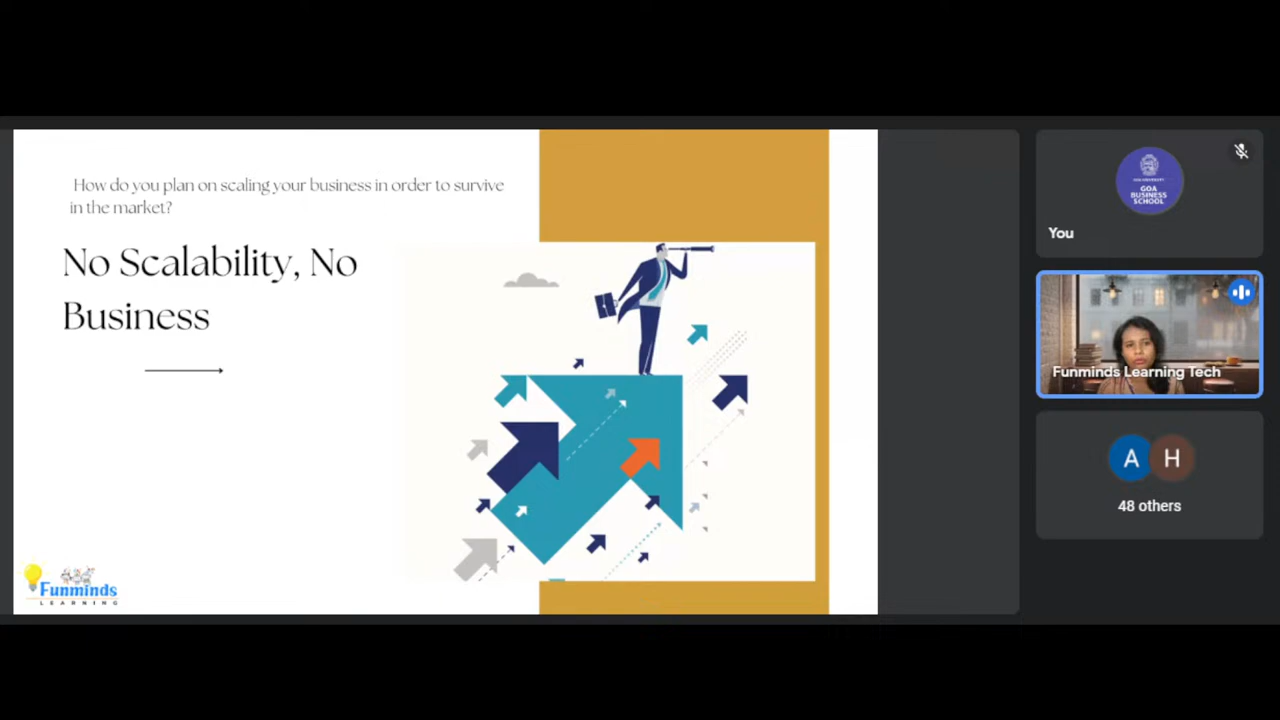 How do you plan on scaling your business in order to survive
in the market?
No Scalability, No
Business
Funminds
LEARNING
GOA
BUSINESS
SCHOOL
You
Funminds Learning Tech
A H
48 others